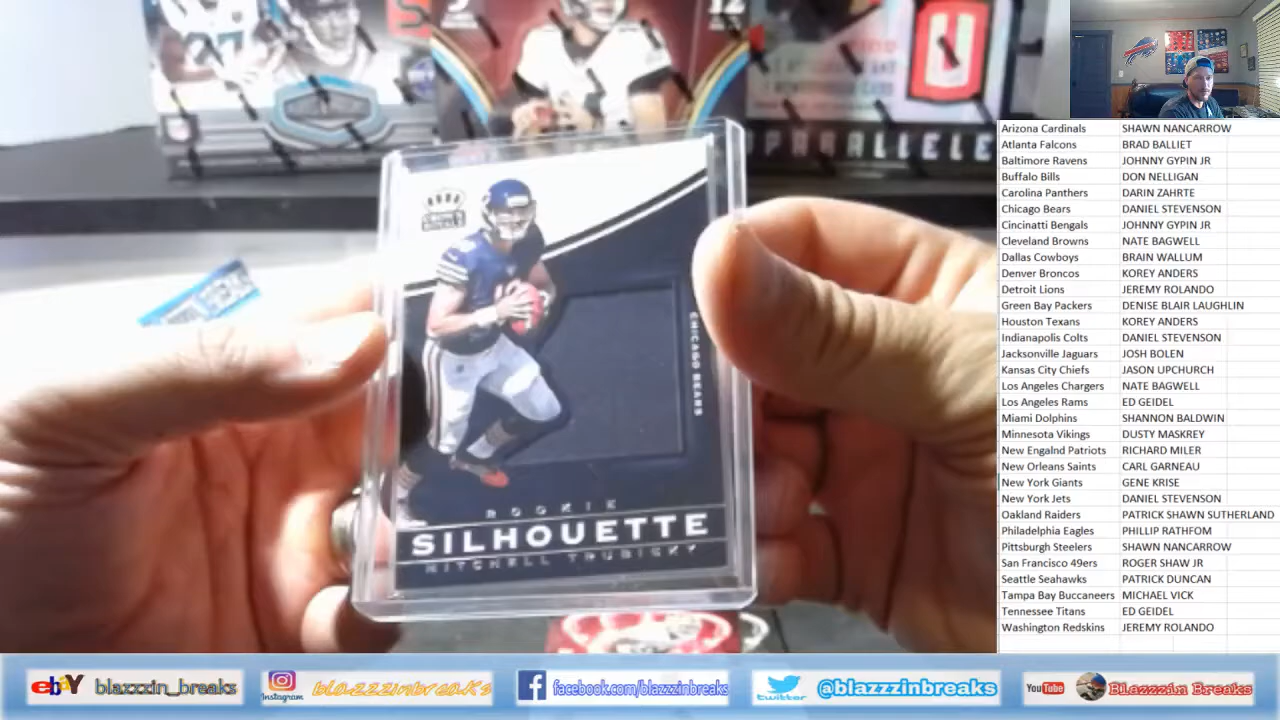 12
U
PARALLEL
CHICAGO BEARS
ROOKIE
SILHOUETTE
MITCHELL TRUBISKY
Arizona Cardinals SHAWN NANCARROW
Atlanta Falcons BRAD BALLIET
Baltimore Ravens JOHNNY GYPIN JR
Buffalo Bills DON NELLIGAN
Carolina Panthers DARIN ZAHRTE
Chicago Bears DANIEL STEVENSON
Cincinatti Bengals JOHNNY GYPIN JR
Cleveland Browns NATE BAGWELL
Dallas Cowboys BRAIN WALLUM
Denver Broncos KOREY ANDERS
Detroit Lions JEREMY ROLANDO
Green Bay Packers DENISE BLAIR LAUGHLIN
Houston Texans KOREY ANDERS
Indianapolis Colts DANIEL STEVENSON
Jacksonville Jaguars JOSH BOLEN
Kansas City Chiefs JASON UPCHURCH
Los Angeles Chargers NATE BAGWELL
Los Angeles Rams ED GEIDEL
Miami Dolphins SHANNON BALDWIN
Minnesota Vikings DUSTY MASKREY
New Engalnd Patriots RICHARD MILER
New Orleans Saints CARL GARNEAU
New York Giants GENE KRISE
New York Jets DANIEL STEVENSON
Oakland Raiders PATRICK SHAWN SUTHERLAND
Philadelphia Eagles PHILLIP RATHFOM
Pittsburgh Steelers SHAWN NANCARROW
San Francisco 49ers ROGER SHAW JR
Seattle Seahawks PATRICK DUNCAN
Tampa Bay Buccaneers MICHAEL VICK
Tennessee Titans ED GEIDEL
Washington Redskins JEREMY ROLANDO
ebaY blaxxzin_breaks
Instagram blazzzinbreaks
facebook.com/blazzzinbreaks
twitter @blazzzinbreaks
YouTube Blazzzin Breaks